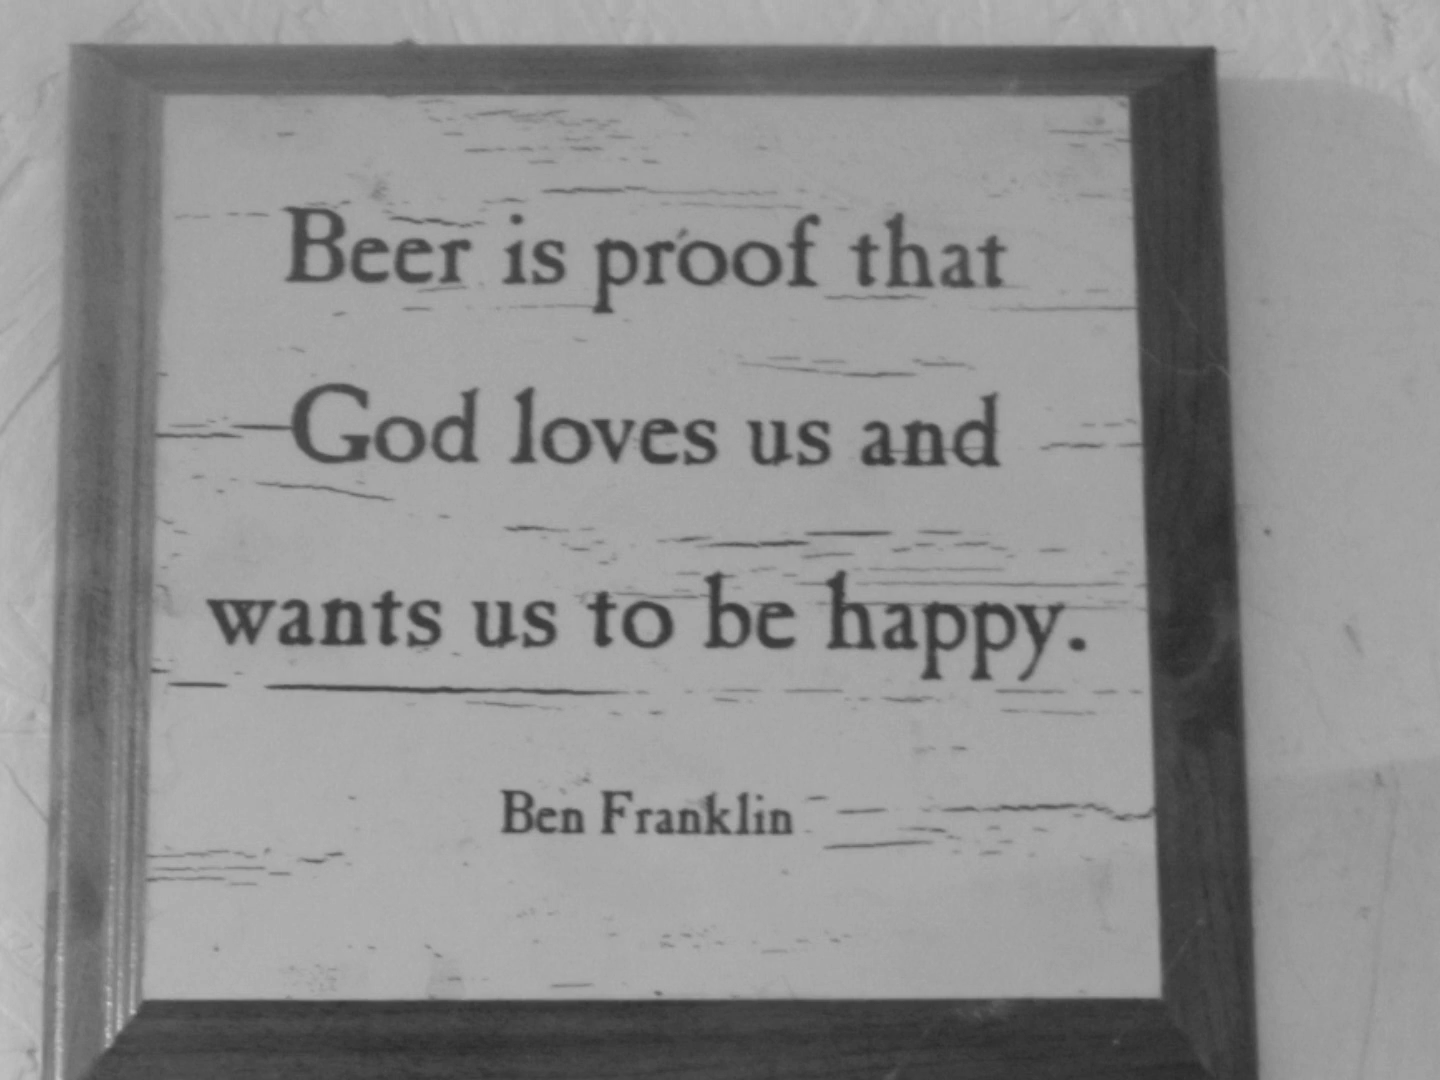 Beer is proof that
God loves us and
wants us to be happy.
Ben Franklin